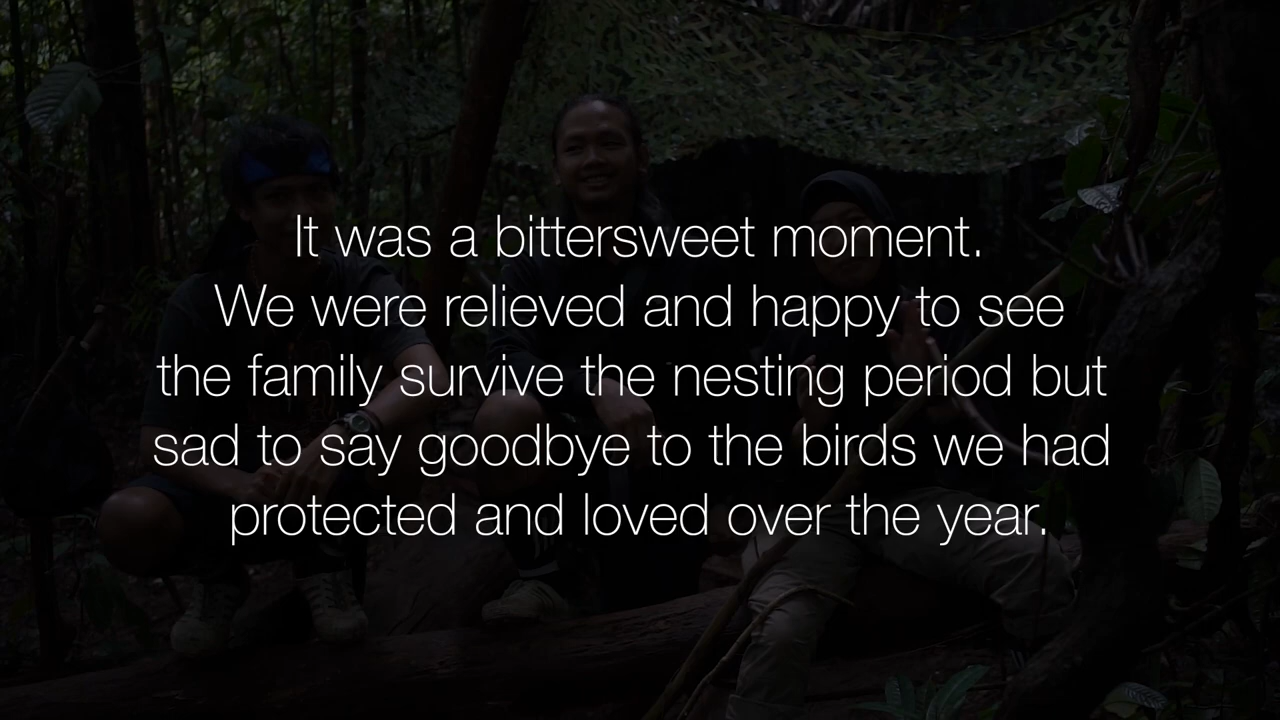 It was a bittersweet moment.
We were relieved and happy to see
the family survive the nesting period but
sad to say goodbye to the birds we had
protected and loved over the year.